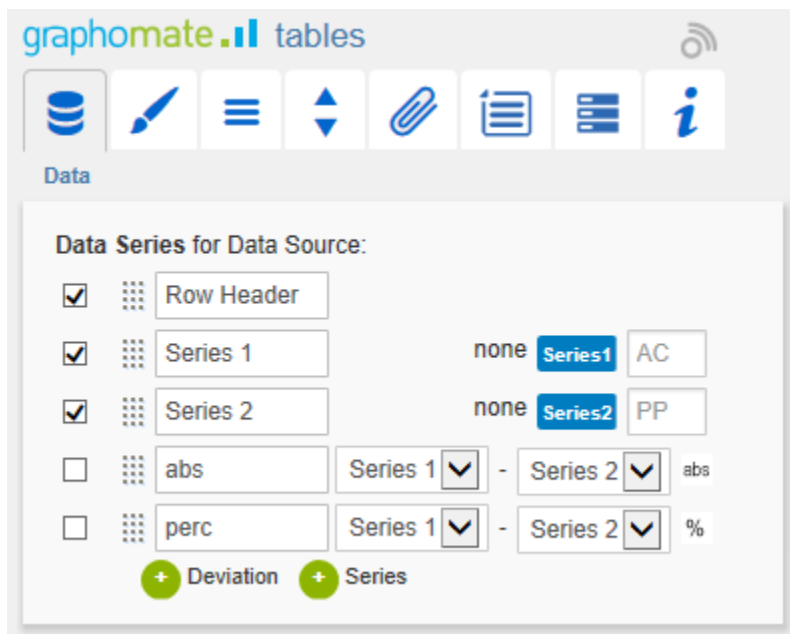 graphomate tables
Data
Data Series for Data Source:
Row Header
Series 1 none Series1 AC
Series 2 none Series2 PP
abs Series 1 - Series 2 abs
perc Series 1 - Series 2 %
+ Deviation + Series